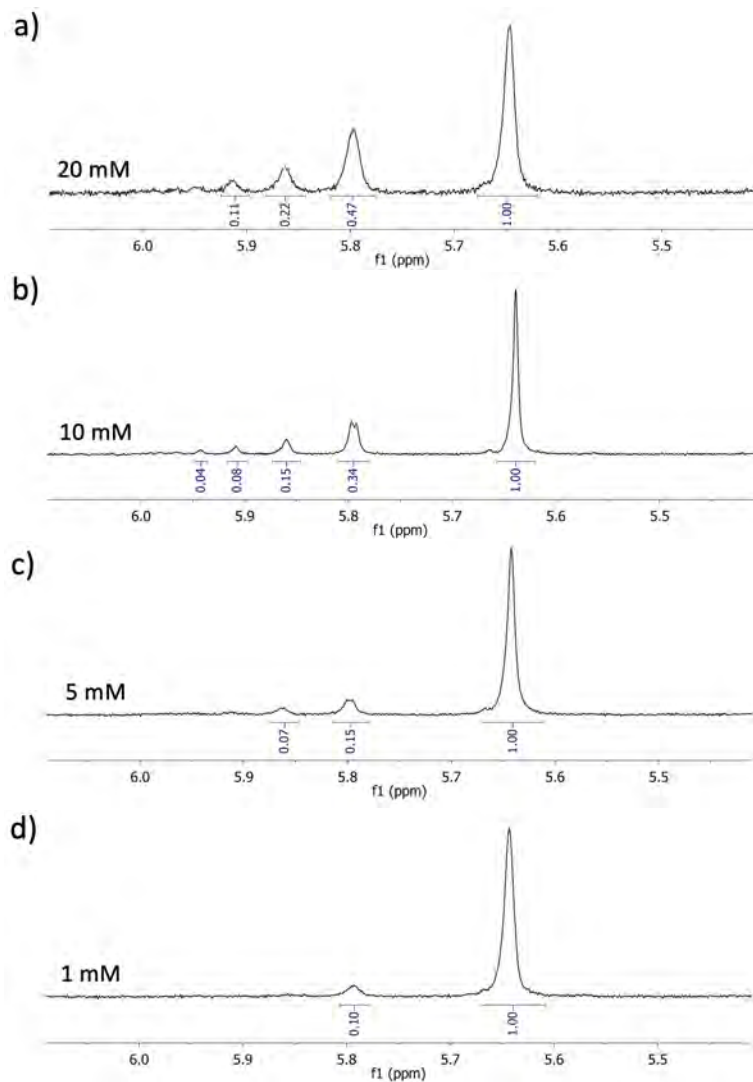 a)
20 mM
0.11 0.22 0.47 1.00
6.0 5.9 5.8 5.7 5.6 5.5
f1 (ppm)
b)
10 mM
0.04 0.08 0.15 0.34 1.00
6.0 5.9 5.8 5.7 5.6 5.5
f1 (ppm)
c)
5 mM
0.07 0.15 1.00
6.0 5.9 5.8 5.7 5.6 5.5
f1 (ppm)
d)
1 mM
0.10 1.00
6.0 5.9 5.8 5.7 5.6 5.5
f1 (ppm)